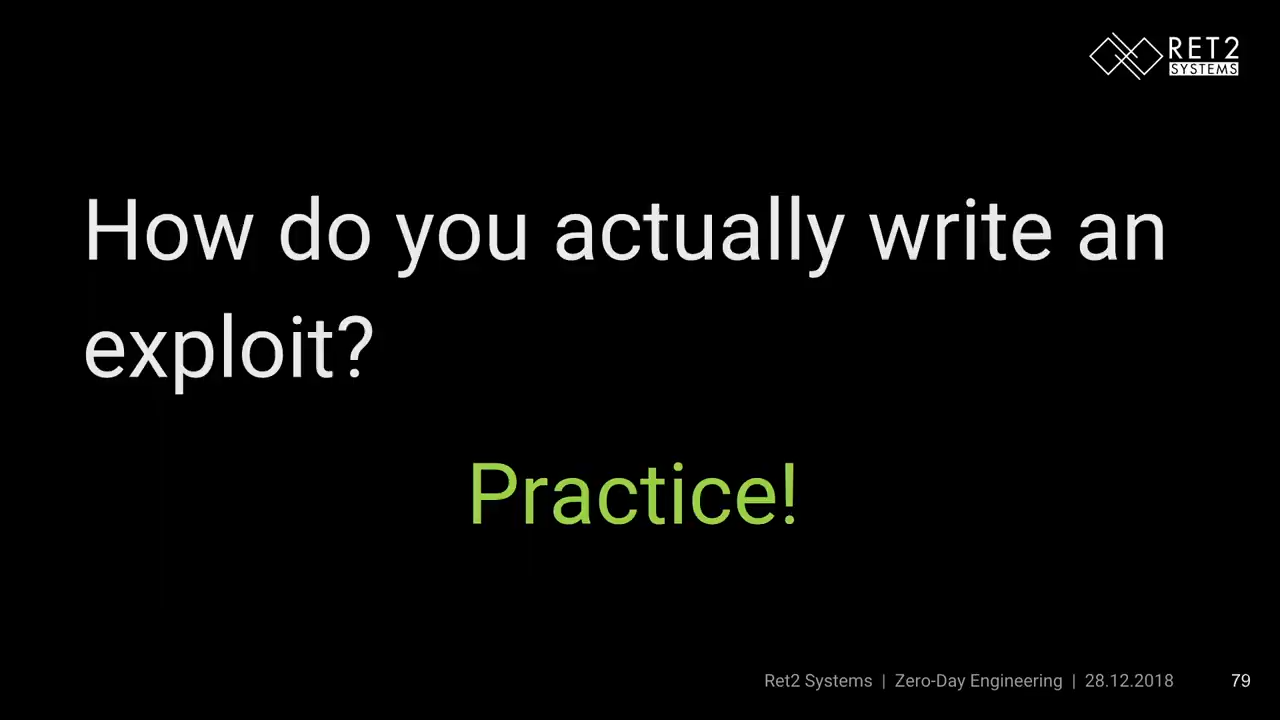 RET2
SYSTEMS
How do you actually write an
exploit?
Practice!
Ret2 Systems | Zero-Day Engineering | 28.12.2018 79